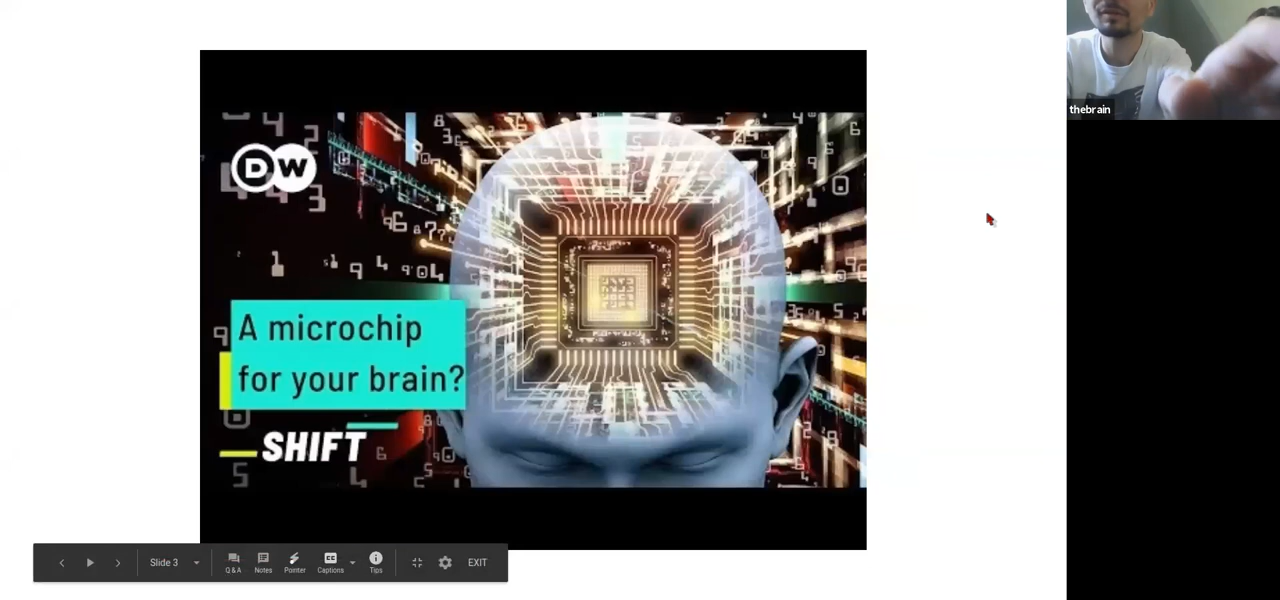 DW
A microchip
for your brain?
SHIFT
thebrain
Slide 3
Q & A
Notes
Pointer
Captions
Tips
EXIT